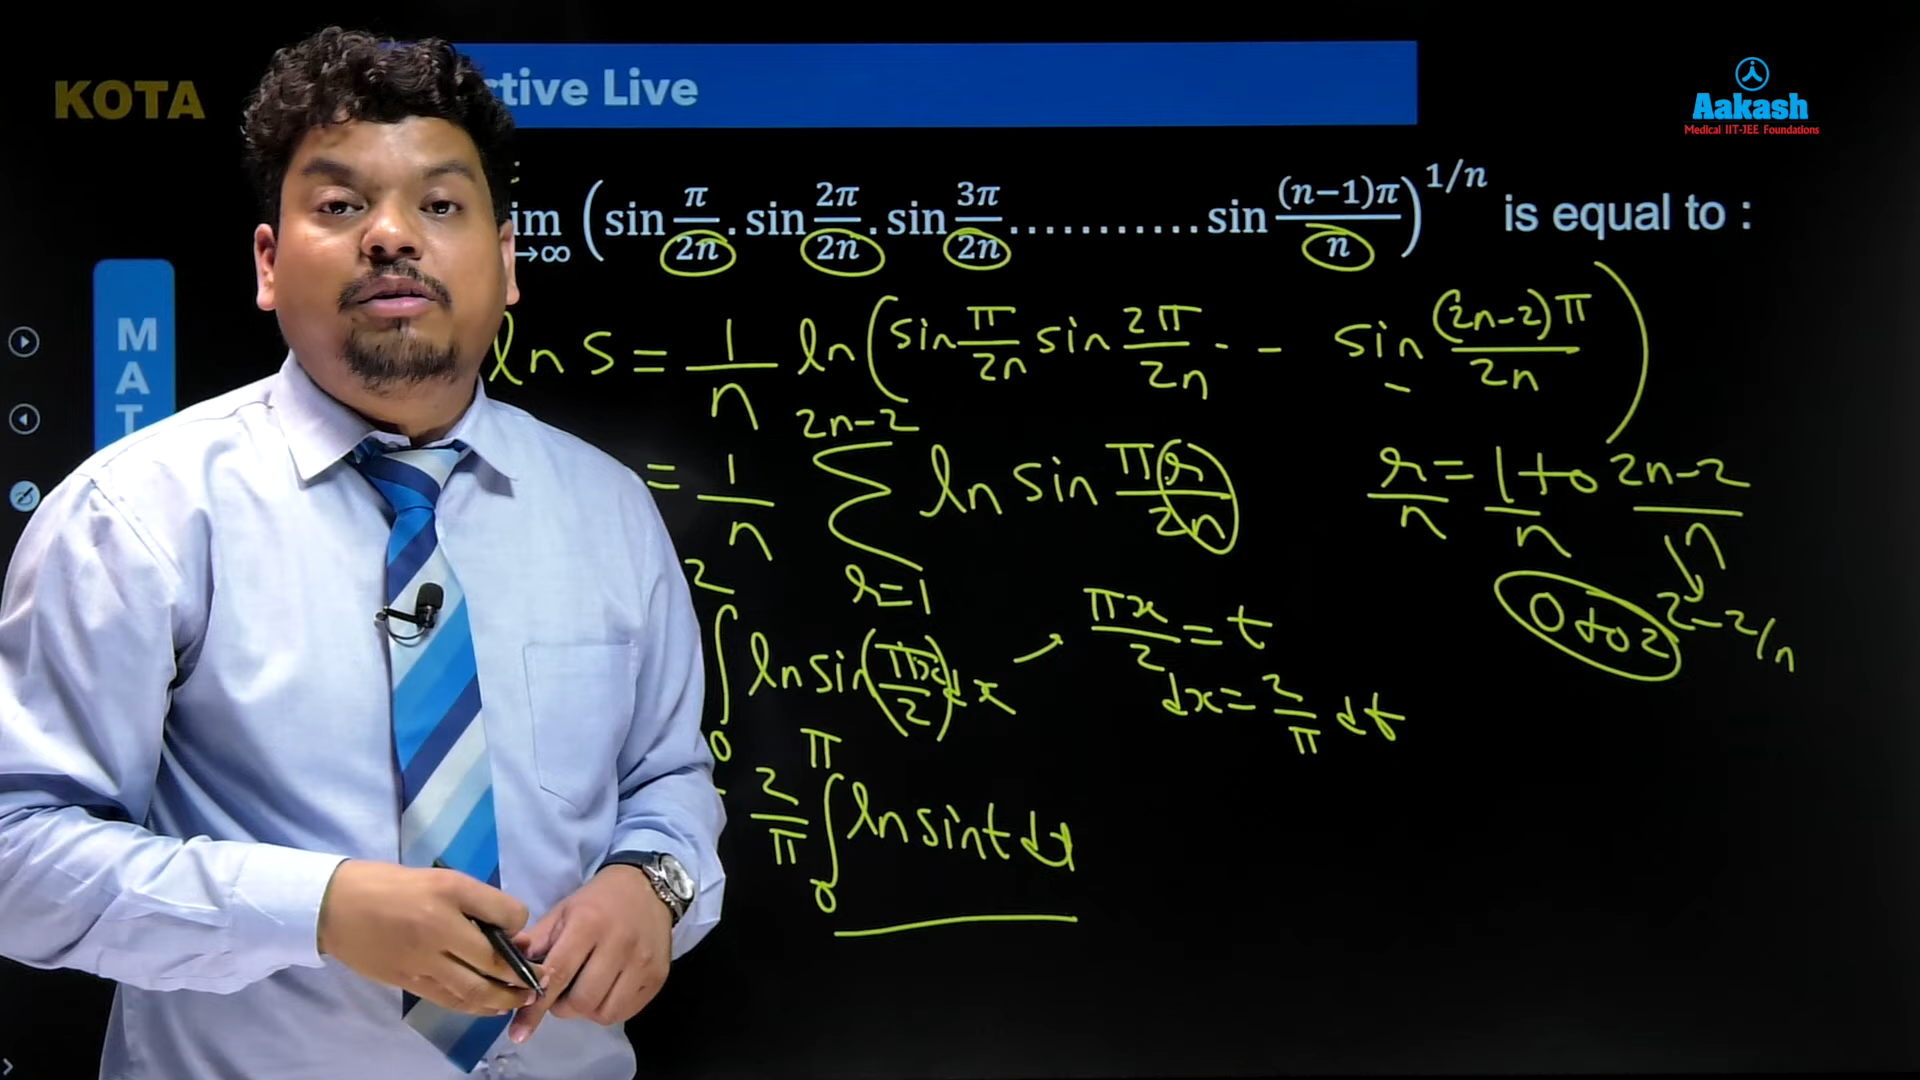 KOTA
ctive Live
Aakash
Medical IIT-JEE Foundations
im →∞ (sin π/2n . sin 2π/2n . sin 3π/2n ............ sin (n−1)π/n)^1/n is equal to :
MAT
ln S = 1/n ln (sin π/2n sin 2π/2n - - sin (2n-2)π/2n)
= 1/n Σ r=1 2n-2 ln sin πr/2n
r/n = 1/n to 2n-2/n
2-2/n
0 to 2
∫ 0 2 ln sin (πx/2) dx → πx/2 = t
dx = 2/π dt
2/π ∫ 0 π ln sin t dt